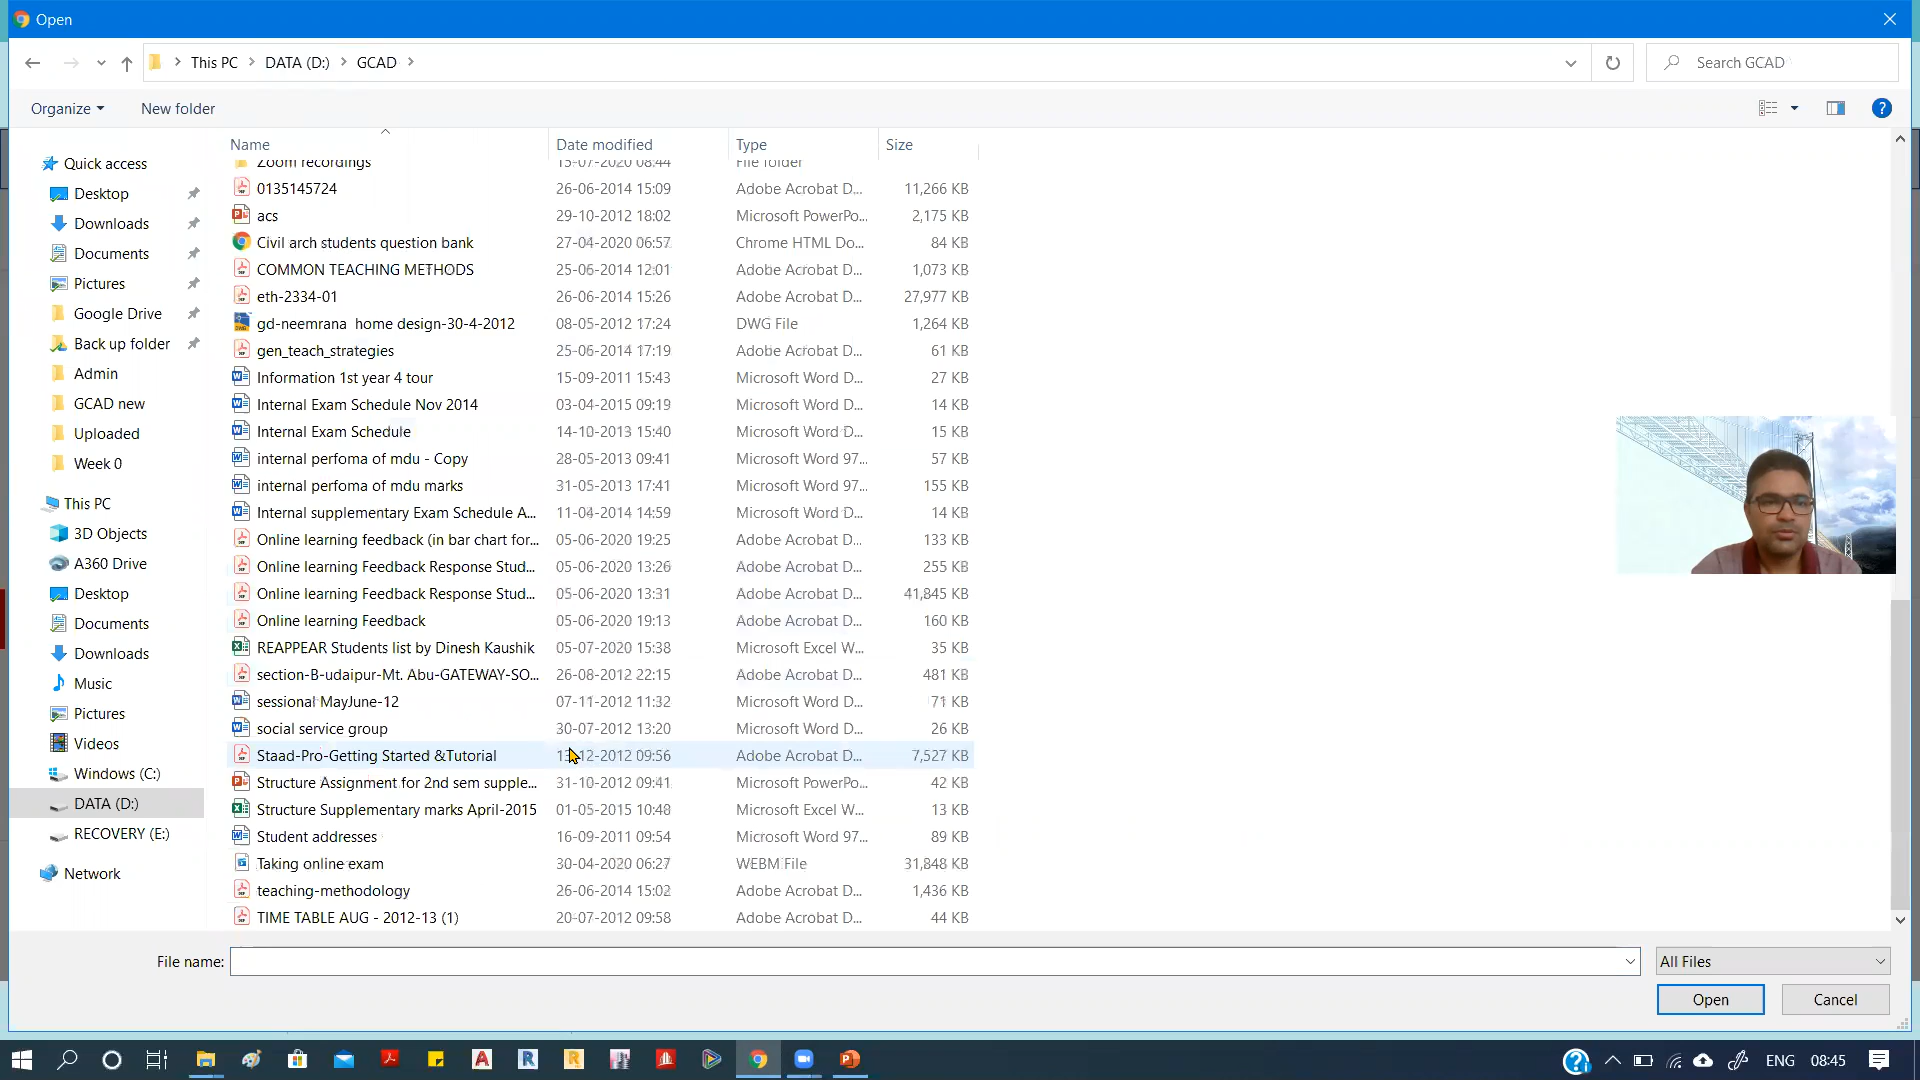 Open
This PC
DATA (D:)
GCAD
Search GCAD
Organize
New folder
Name
Date modified
Type
Size
Quick access
Desktop
Downloads
Documents
Pictures
Google Drive
Back up folder
Admin
GCAD new
Uploaded
Week 0
This PC
3D Objects
A360 Drive
Desktop
Documents
Downloads
Music
Pictures
Videos
Windows (C:)
DATA (D:)
RECOVERY (E:)
Network
Zoom recordings 15-07-2020 08:44 File folder
0135145724 26-06-2014 15:09 Adobe Acrobat D... 11,266 KB
acs 29-10-2012 18:02 Microsoft PowerPo... 2,175 KB
Civil arch students question bank 27-04-2020 06:57 Chrome HTML Do... 84 KB
COMMON TEACHING METHODS 25-06-2014 12:01 Adobe Acrobat D... 1,073 KB
eth-2334-01 26-06-2014 15:26 Adobe Acrobat D... 27,977 KB
gd-neemrana home design-30-4-2012 08-05-2012 17:24 DWG File 1,264 KB
gen_teach_strategies 25-06-2014 17:19 Adobe Acrobat D... 61 KB
Information 1st year 4 tour 15-09-2011 15:43 Microsoft Word D... 27 KB
Internal Exam Schedule Nov 2014 03-04-2015 09:19 Microsoft Word D... 14 KB
Internal Exam Schedule 14-10-2013 15:40 Microsoft Word D... 15 KB
internal perfoma of mdu - Copy 28-05-2013 09:41 Microsoft Word 97... 57 KB
internal perfoma of mdu marks 31-05-2013 17:41 Microsoft Word 97... 155 KB
Internal supplementary Exam Schedule A... 11-04-2014 14:59 Microsoft Word D... 14 KB
Online learning feedback (in bar chart for... 05-06-2020 19:25 Adobe Acrobat D... 133 KB
Online learning Feedback Response Stud... 05-06-2020 13:26 Adobe Acrobat D... 255 KB
Online learning Feedback Response Stud... 05-06-2020 13:31 Adobe Acrobat D... 41,845 KB
Online learning Feedback 05-06-2020 19:13 Adobe Acrobat D... 160 KB
REAPPEAR Students list by Dinesh Kaushik 05-07-2020 15:38 Microsoft Excel W... 35 KB
section-B-udaipur-Mt. Abu-GATEWAY-SO... 26-08-2012 22:15 Adobe Acrobat D... 481 KB
sessional MayJune-12 07-11-2012 11:32 Microsoft Word D... 71 KB
social service group 30-07-2012 13:20 Microsoft Word D... 26 KB
Staad-Pro-Getting Started &Tutorial 13-12-2012 09:56 Adobe Acrobat D... 7,527 KB
Structure Assignment for 2nd sem supple... 31-10-2012 09:41 Microsoft PowerPo... 42 KB
Structure Supplementary marks April-2015 01-05-2015 10:48 Microsoft Excel W... 13 KB
Student addresses 16-09-2011 09:54 Microsoft Word 97... 89 KB
Taking online exam 30-04-2020 06:27 WEBM File 31,848 KB
teaching-methodology 26-06-2014 15:02 Adobe Acrobat D... 1,436 KB
TIME TABLE AUG - 2012-13 (1) 20-07-2012 09:58 Adobe Acrobat D... 44 KB
File name:
All Files
Open
Cancel
ENG
08:45